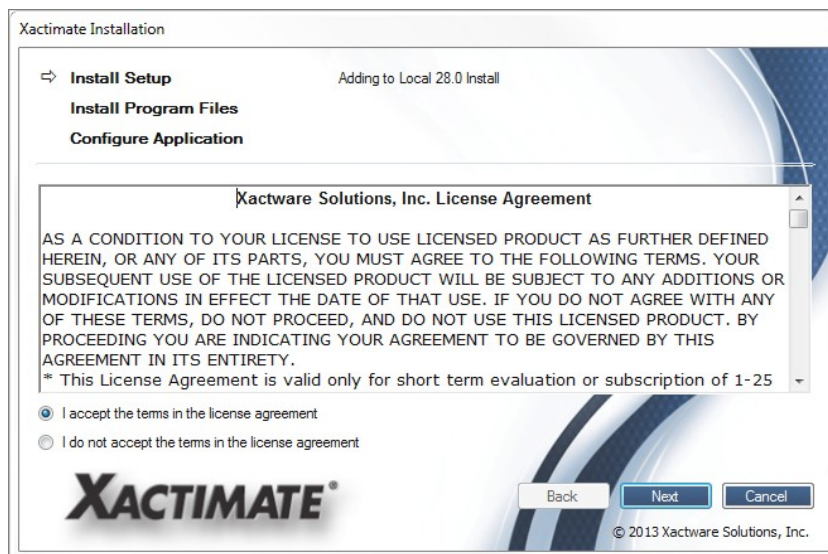 Xactimate Installation
⇨ Install Setup Adding to Local 28.0 Install
Install Program Files
Configure Application
Xactware Solutions, Inc. License Agreement
AS A CONDITION TO YOUR LICENSE TO USE LICENSED PRODUCT AS FURTHER DEFINED
HEREIN, OR ANY OF ITS PARTS, YOU MUST AGREE TO THE FOLLOWING TERMS. YOUR
SUBSEQUENT USE OF THE LICENSED PRODUCT WILL BE SUBJECT TO ANY ADDITIONS OR
MODIFICATIONS IN EFFECT THE DATE OF THAT USE. IF YOU DO NOT AGREE WITH ANY
OF THESE TERMS, DO NOT PROCEED, AND DO NOT USE THIS LICENSED PRODUCT. BY
PROCEEDING YOU ARE INDICATING YOUR AGREEMENT TO BE GOVERNED BY THIS
AGREEMENT IN ITS ENTIRETY.
* This License Agreement is valid only for short term evaluation or subscription of 1-25
I accept the terms in the license agreement
I do not accept the terms in the license agreement
XACTIMATE®
Back Next Cancel
© 2013 Xactware Solutions, Inc.